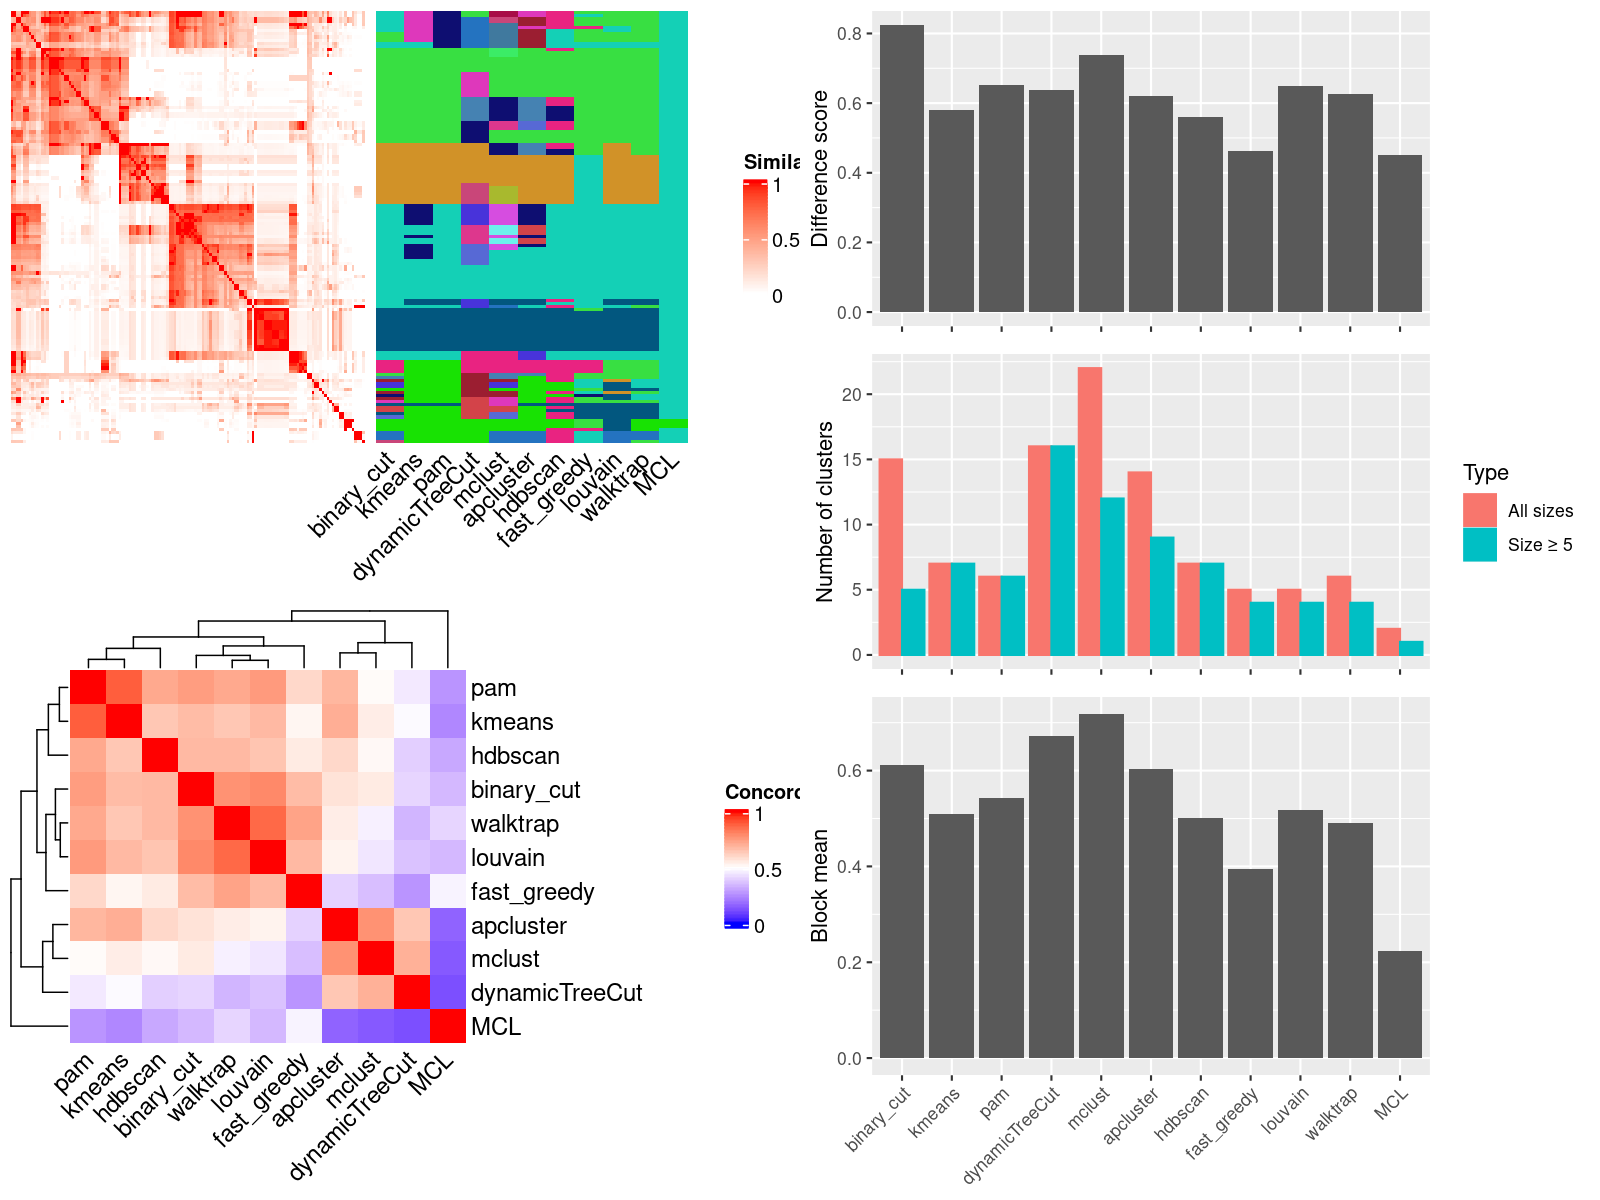 Simila
1
0.5
0
binary_cut
kmeans
pam
dynamicTreeCut
mclust
apcluster
hdbscan
fast_greedy
louvain
walktrap
MCL
pam
kmeans
hdbscan
binary_cut
walktrap
louvain
fast_greedy
apcluster
mclust
dynamicTreeCut
MCL
pam
kmeans
hdbscan
binary_cut
walktrap
louvain
fast_greedy
apcluster
mclust
dynamicTreeCut
MCL
Concord
1
0.5
0
Difference score
0.8
0.6
0.4
0.2
0.0
Number of clusters
20
15
10
5
0
Type
All sizes
Size ≥ 5
Block mean
0.6
0.4
0.2
0.0
binary_cut
kmeans
pam
dynamicTreeCut
mclust
apcluster
hdbscan
fast_greedy
louvain
walktrap
MCL